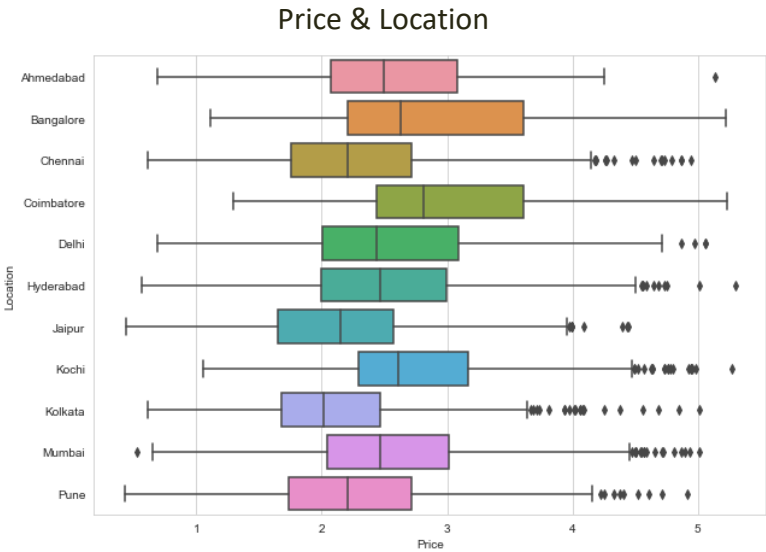 Price & Location
Ahmedabad
Bangalore
Chennai
Coimbatore
Delhi
Hyderabad
Jaipur
Kochi
Kolkata
Mumbai
Pune
Location
1 2 3 4 5
Price